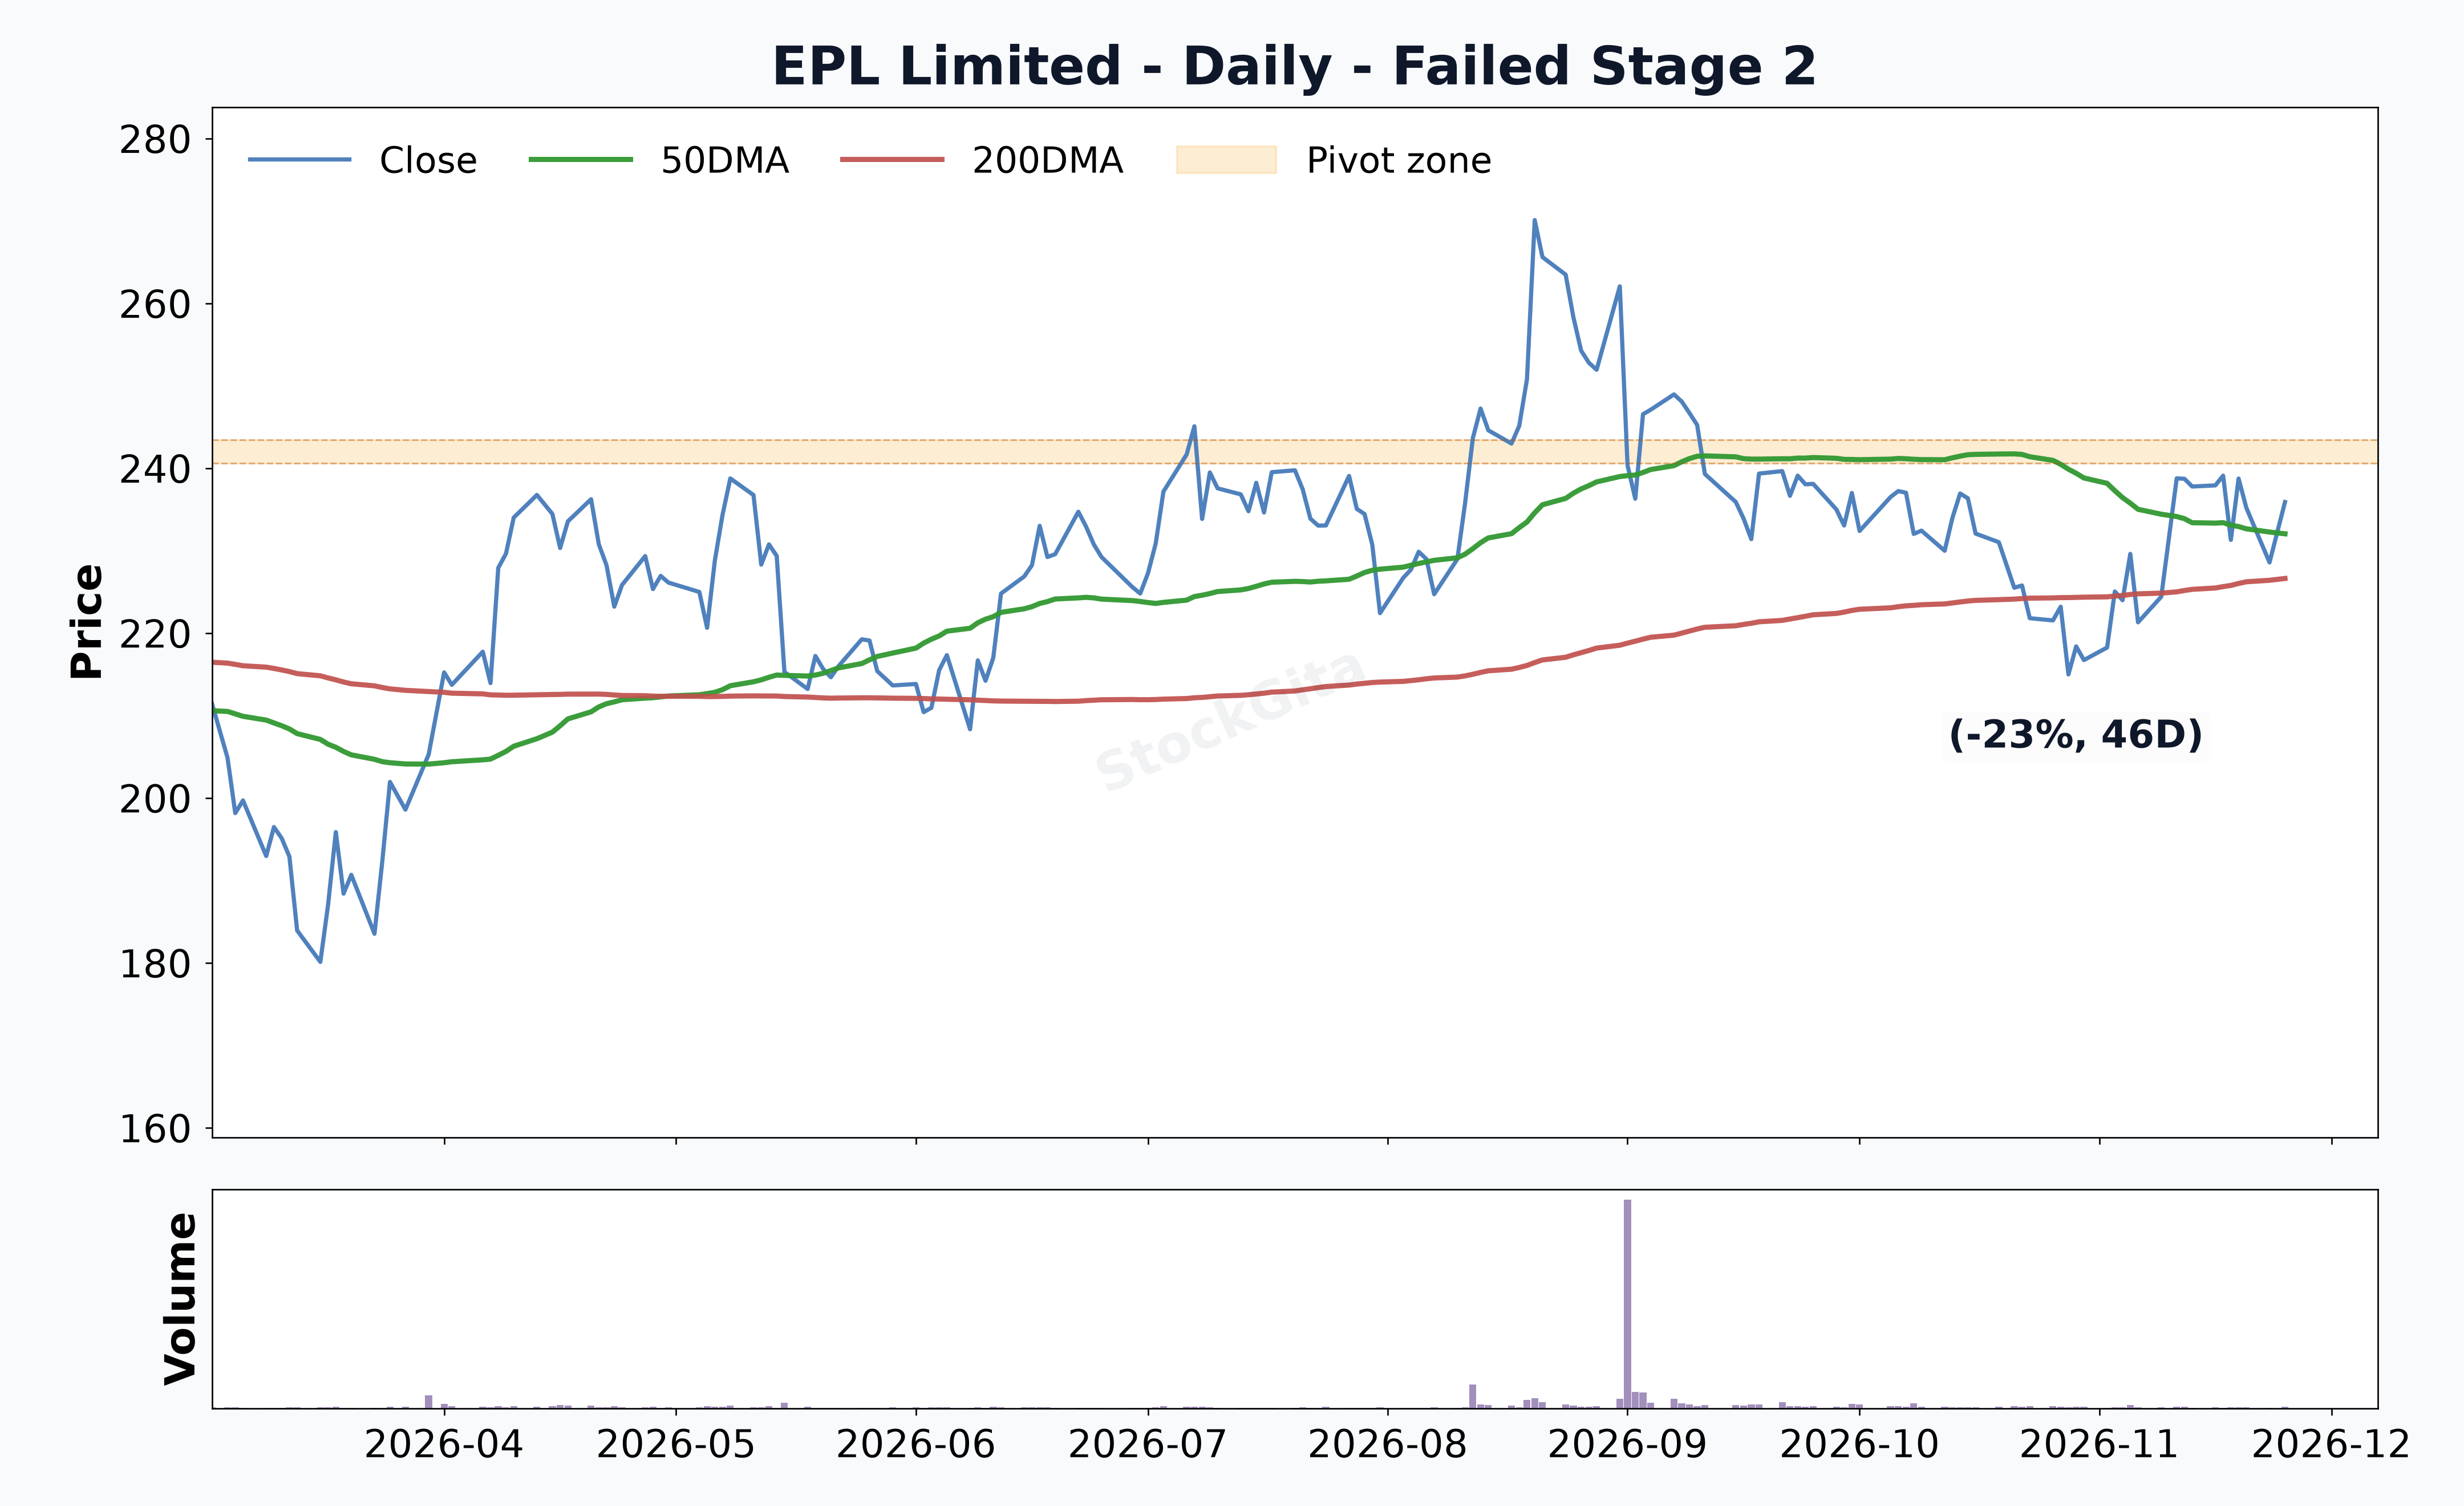 EPL Limited - Daily - Failed Stage 2
Close 50DMA 200DMA Pivot zone
280
260
240
220
200
180
160
Price
StockGita
(-23%, 46D)
Volume
2026-04 2026-05 2026-06 2026-07 2026-08 2026-09 2026-10 2026-11 2026-12